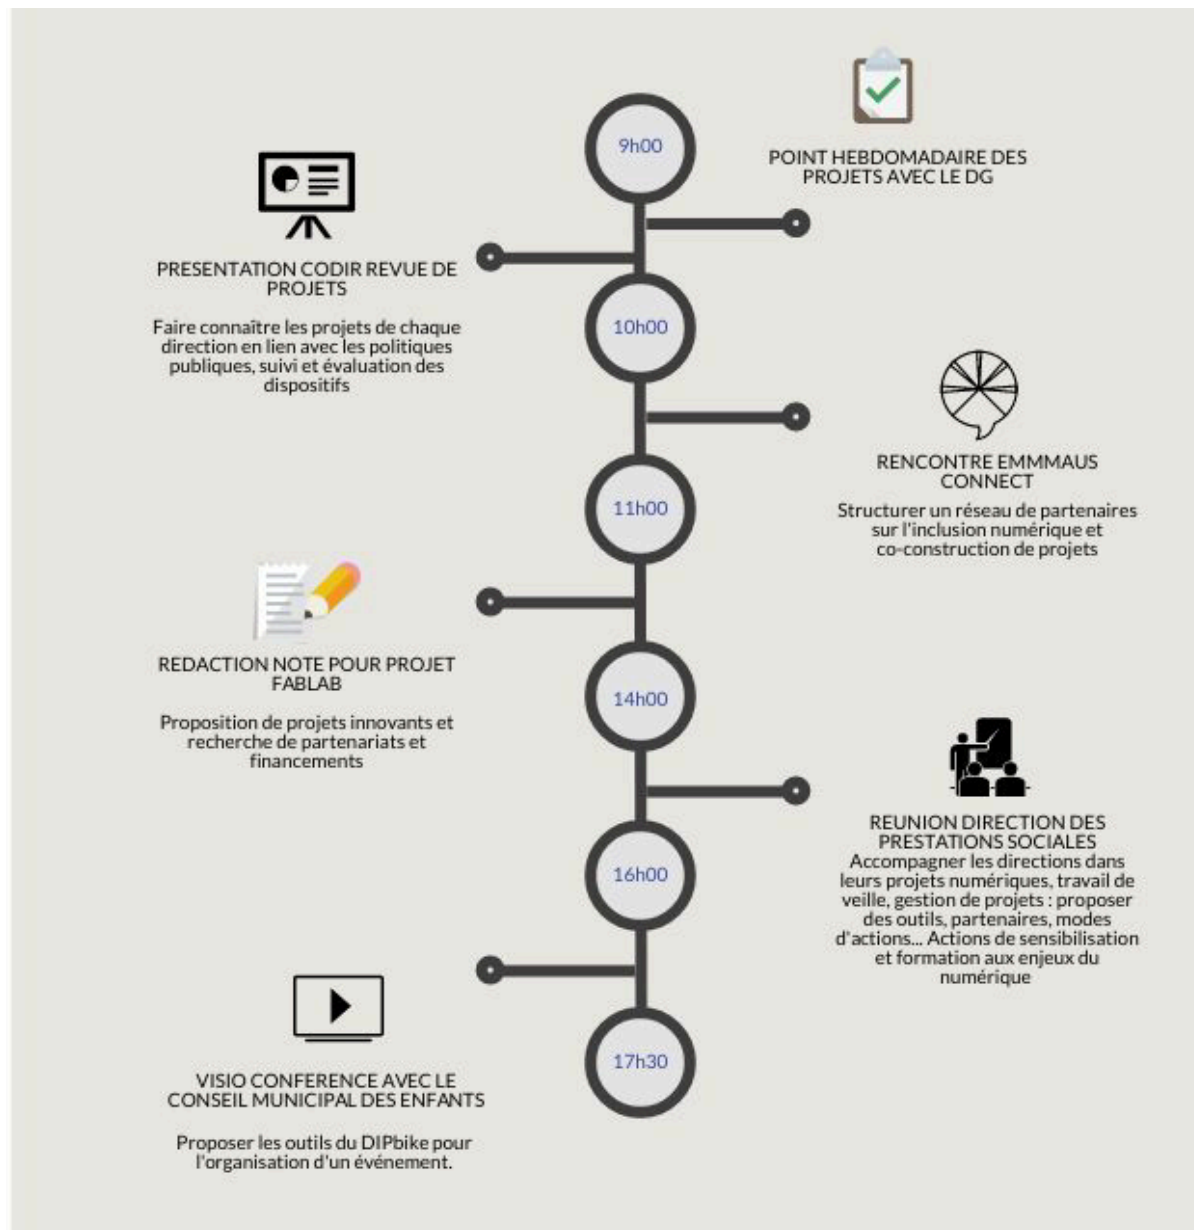 9h00
POINT HEBDOMADAIRE DES
PROJETS AVEC LE DG
PRESENTATION CODIR REVUE DE
PROJETS
Faire connaître les projets de chaque
direction en lien avec les politiques
publiques, suivi et évaluation des
dispositifs
10h00
RENCONTRE EMMMAUS
CONNECT
Structurer un réseau de partenaires
sur l'inclusion numérique et
co-construction de projets
11h00
REDACTION NOTE POUR PROJET
FABLAB
Proposition de projets innovants et
recherche de partenariats et
financements
14h00
REUNION DIRECTION DES
PRESTATIONS SOCIALES
Accompagner les directions dans
leurs projets numériques, travail de
veille, gestion de projets : proposer
des outils, partenaires, modes
d'actions... Actions de sensibilisation
et formation aux enjeux du
numérique
16h00
VISIO CONFERENCE AVEC LE
CONSEIL MUNICIPAL DES ENFANTS
Proposer les outils du DIPbike pour
l'organisation d'un événement.
17h30